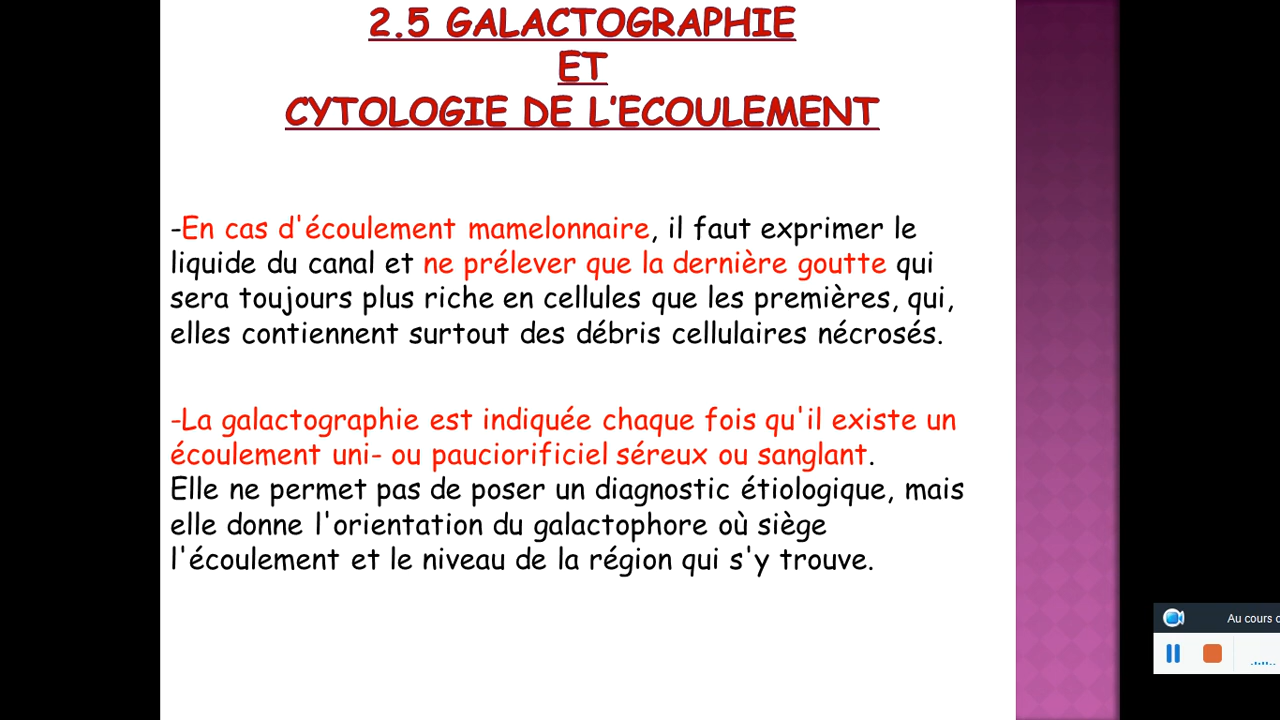 2.5 GALACTOGRAPHIE
ET
CYTOLOGIE DE L'ECOULEMENT
-En cas d'écoulement mamelonnaire, il faut exprimer le
liquide du canal et ne prélever que la dernière goutte qui
sera toujours plus riche en cellules que les premières, qui,
elles contiennent surtout des débris cellulaires nécrosés.
-La galactographie est indiquée chaque fois qu'il existe un
écoulement uni- ou pauciorificiel séreux ou sanglant.
Elle ne permet pas de poser un diagnostic étiologique, mais
elle donne l'orientation du galactophore où siège
l'écoulement et le niveau de la région qui s'y trouve.
Au cours